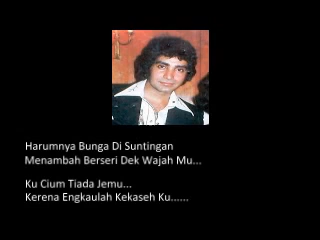 Harumnya Bunga Di Suntingan
Menambah Berseri Dek Wajah Mu...
Ku Cium Tiada Jemu...
Kerena Engkaulah Kekaseh Ku......